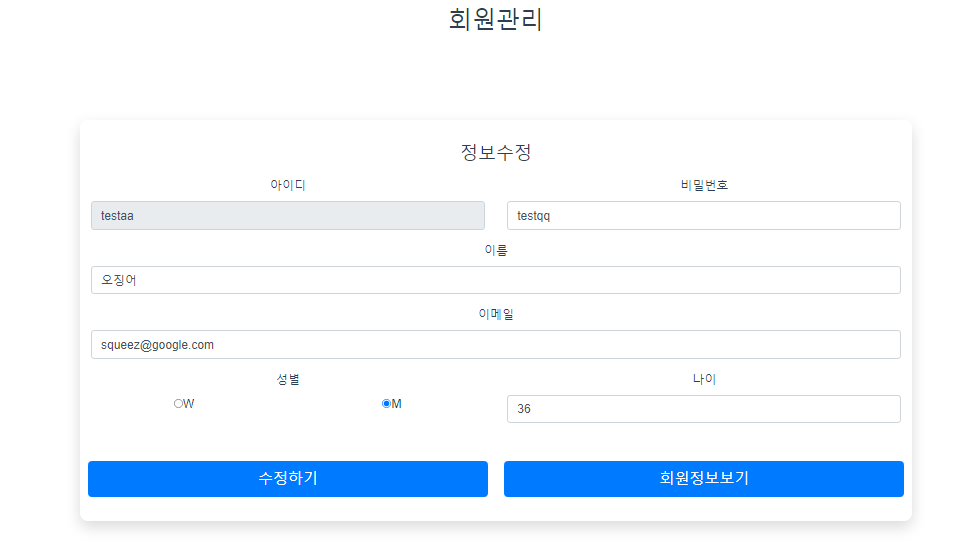 회원관리
정보수정
아이디 비밀번호
testaa testqq
이름
오징어
이메일
squeez@google.com
성별 나이
W M 36
수정하기 회원정보보기